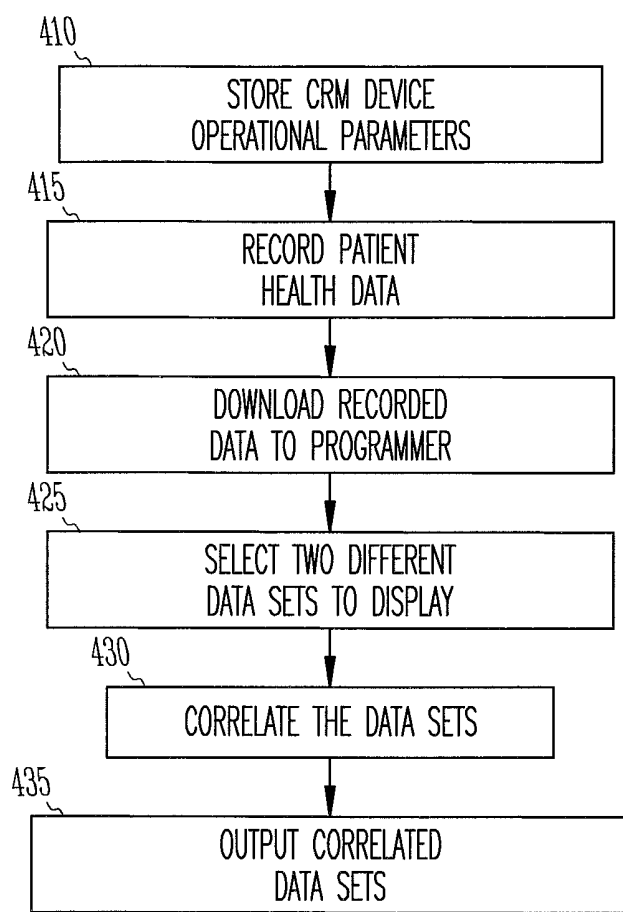 410
STORE CRM DEVICE
OPERATIONAL PARAMETERS
415
RECORD PATIENT
HEALTH DATA
420
DOWNLOAD RECORDED
DATA TO PROGRAMMER
425
SELECT TWO DIFFERENT
DATA SETS TO DISPLAY
430
CORRELATE THE DATA SETS
435
OUTPUT CORRELATED
DATA SETS